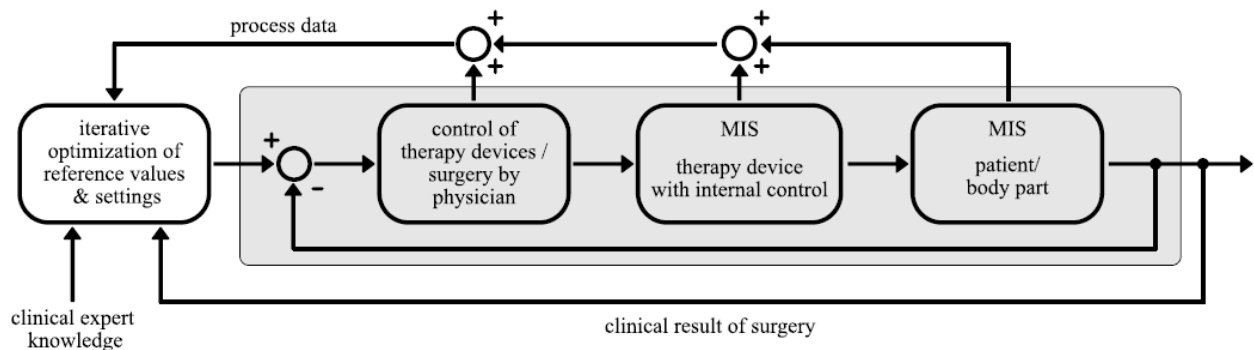 process data
+
+
+
+
iterative
optimization of
reference values
& settings
+
-
control of
therapy devices /
surgery by
physician
MIS
therapy device
with internal control
MIS
patient/
body part
clinical expert
knowledge
clinical result of surgery